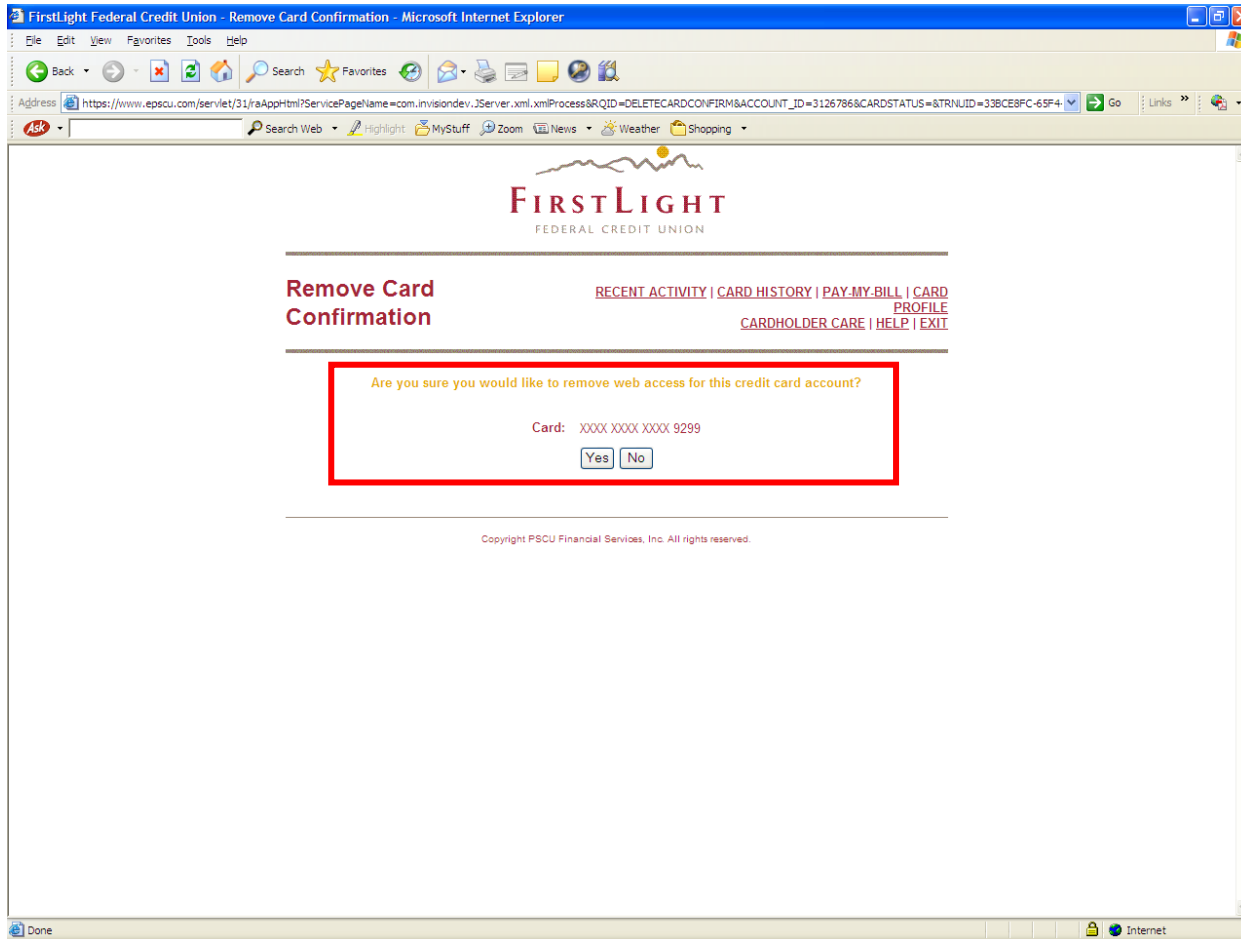 FirstLight Federal Credit Union - Remove Card Confirmation - Microsoft Internet Explorer
File Edit View Favorites Tools Help
Back Search Favorites
Address https://www.epscu.com/servlet/31/raAppHtml?ServicePageName=com.invisiondev.JServer.xml.xmlProcess&RQID=DELETECARDCONFIRM&ACCOUNT_ID=3126786&CARDSTATUS=&TRNUID=33BCE8FC-65F4-4 Go Links »
Ask Search Web Highlight MyStuff Zoom News Weather Shopping
FIRSTLIGHT
FEDERAL CREDIT UNION
Remove Card
Confirmation
RECENT ACTIVITY | CARD HISTORY | PAY-MY-BILL | CARD
PROFILE
CARDHOLDER CARE | HELP | EXIT
Are you sure you would like to remove web access for this credit card account?
Card: XXXX XXXX XXXX 9299
Yes No
Copyright PSCU Financial Services, Inc. All rights reserved.
Done Internet